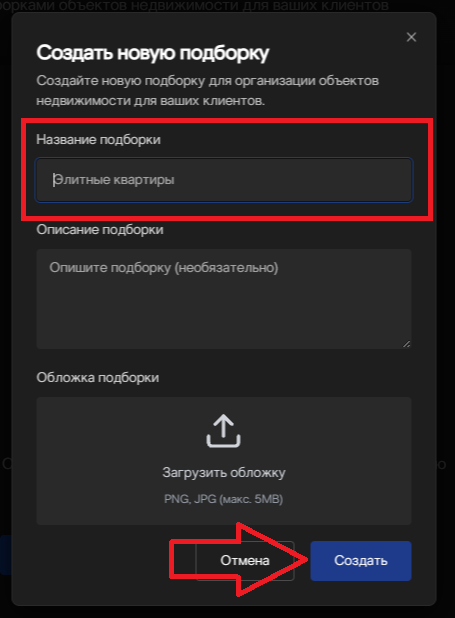 борками объектов недвижимости для ваших клиентов
Создать новую подборку
Создайте новую подборку для организации объектов
недвижимости для ваших клиентов.
Название подборки
Элитные квартиры
Описание подборки
Опишите подборку (необязательно)
Обложка подборки
Загрузить обложку
PNG, JPG (макс. 5MB)
Отмена
Создать